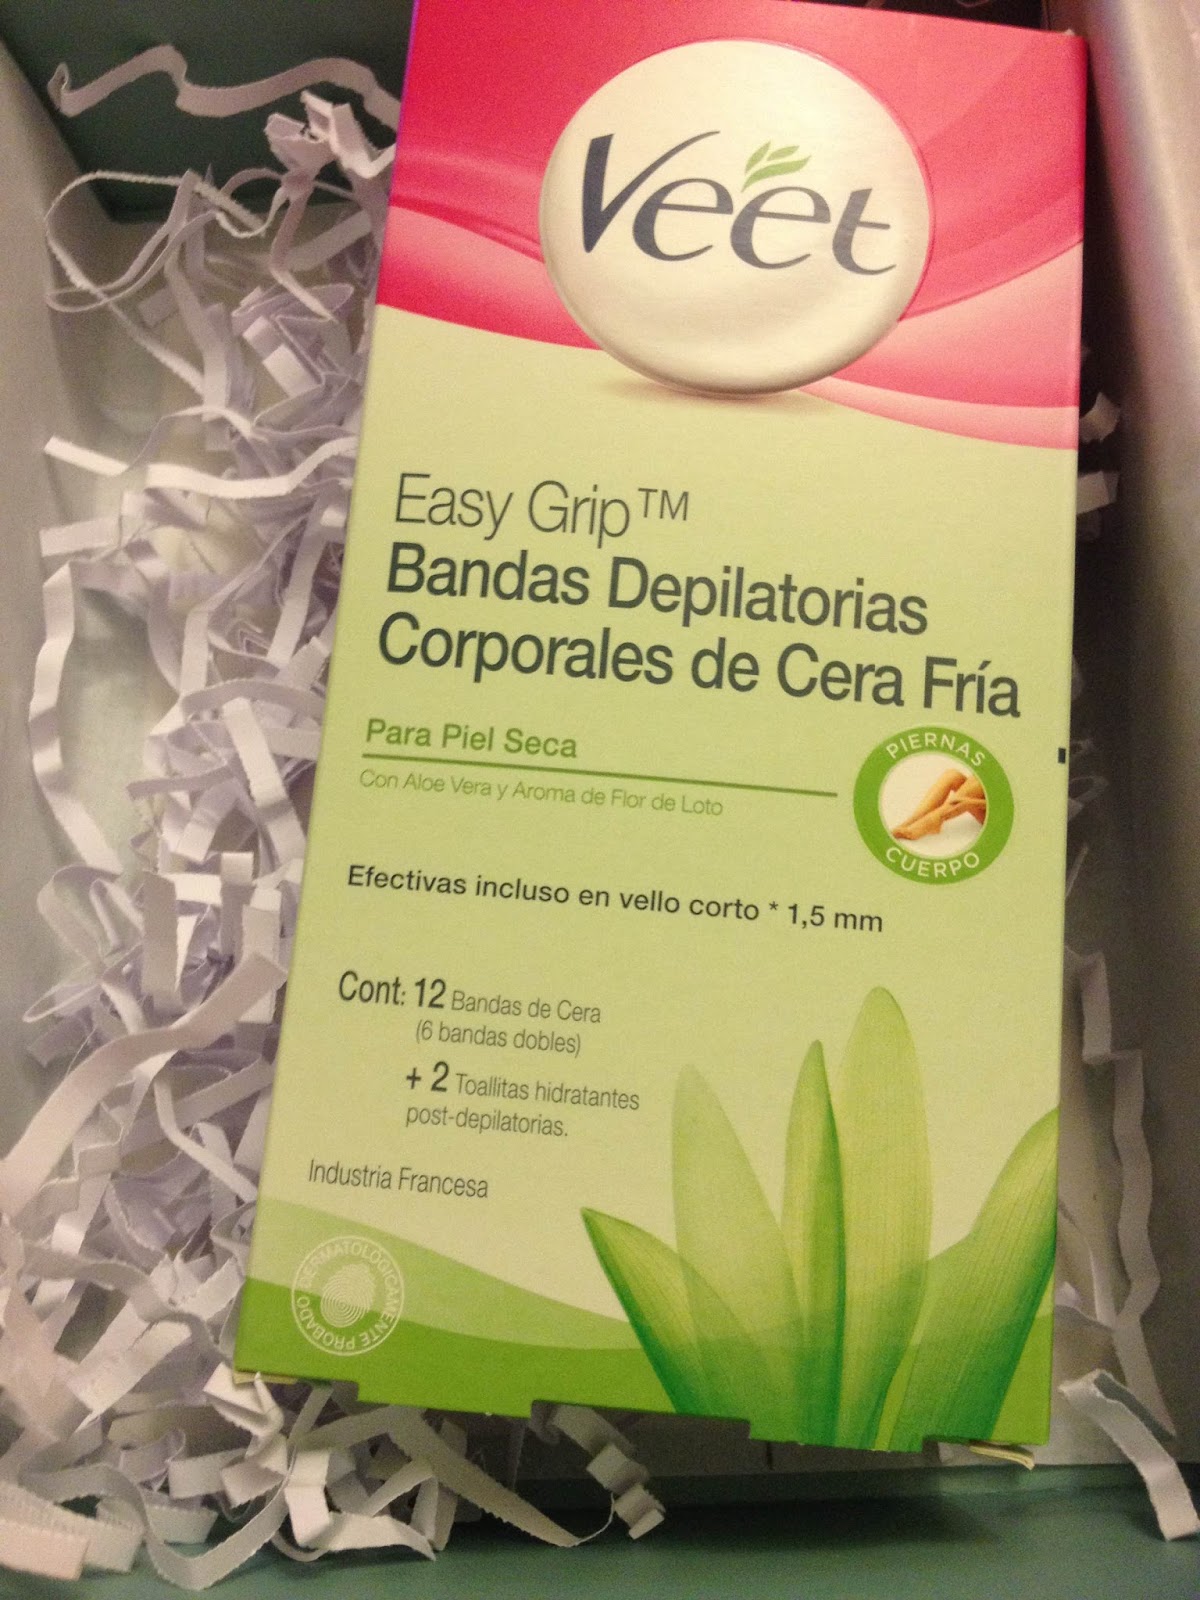 Veet
Easy Grip™
Bandas Depilatorias
Corporales de Cera Fría
Para Piel Seca
Con Aloe Vera y Aroma de Flor de Loto
PIERNAS
CUERPO
Efectivas incluso en vello corto * 1,5 mm
Cont: 12 Bandas de Cera
(6 bandas dobles)
+ 2 Toallitas hidratantes
post-depilatorias.
Industria Francesa
DERMATOLOGICAMENTE PROBADO